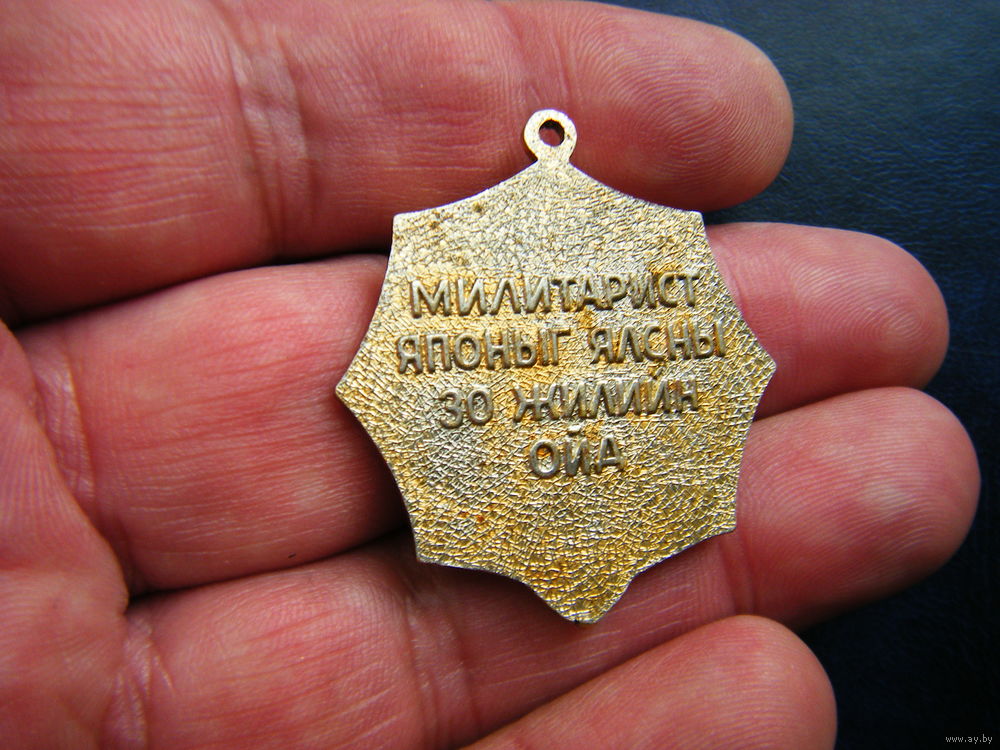 МИЛИТАРИСТ
ЯПОНЫГ ЯЛСНЫ
30 ЖИЛИЙН
ОЙД
www.ay.by